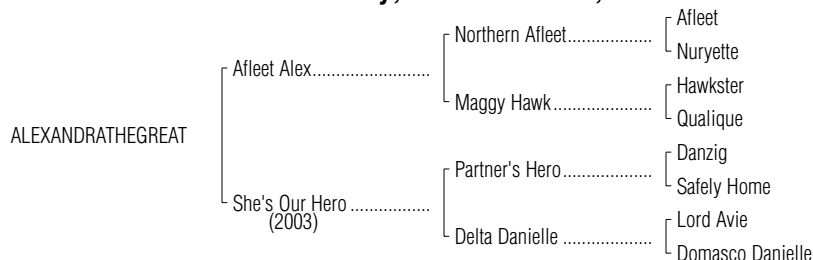 Afleet
Northern Afleet
Nuryette
Afleet Alex
Hawkster
Maggy Hawk
Qualique
ALEXANDRATHEGREAT
Danzig
Partner's Hero
Safely Home
She's Our Hero
(2003)
Lord Avie
Delta Danielle
Domasco Danielle